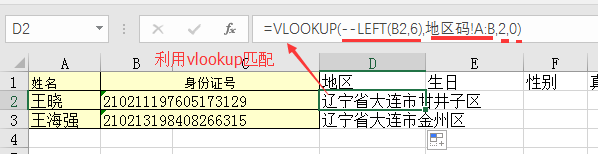 D2 =VLOOKUP(--LEFT(B2,6),地区码!A:B,2,0)
利用vlookup匹配
A B C D E F
1 姓名 身份证号 地区 生日 性别
2 王晓 210211197605173129 辽宁省大连市甘井子区
3 王海强 210213198408266315 辽宁省大连市金州区